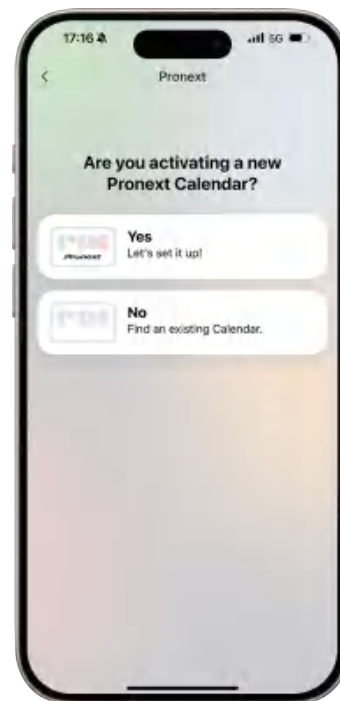 17:16
5G
Pronext
Are you activating a new
Pronext Calendar?
Yes
Let's set it up!
Pronext
No
Find an existing Calendar.